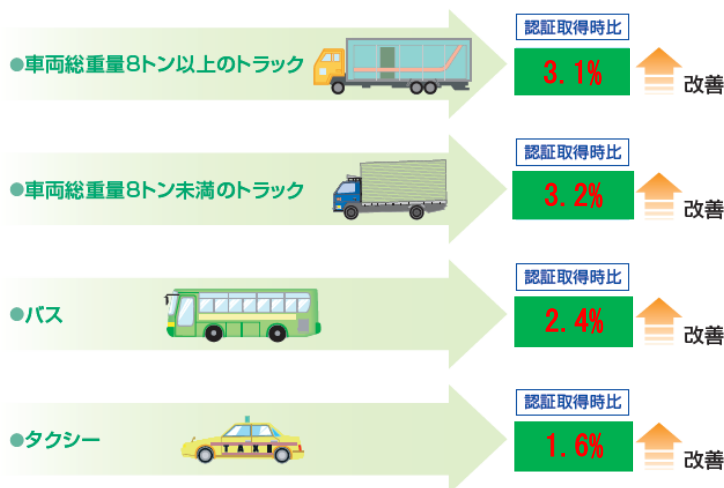 認証取得時比
●車両総重量8トン以上のトラック
3.1%
改善
認証取得時比
●車両総重量8トン未満のトラック
3.2%
改善
認証取得時比
●バス
2.4%
改善
認証取得時比
●タクシー
TAXI
1.6%
改善